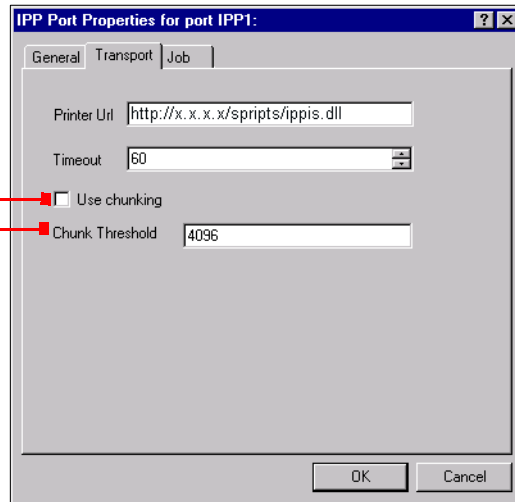 IPP Port Properties for port IPP1:
General Transport Job
Printer Url http://x.x.x.x/spripts/ippis.dll
Timeout 60
Use chunking
Chunk Threshold 4096
OK Cancel